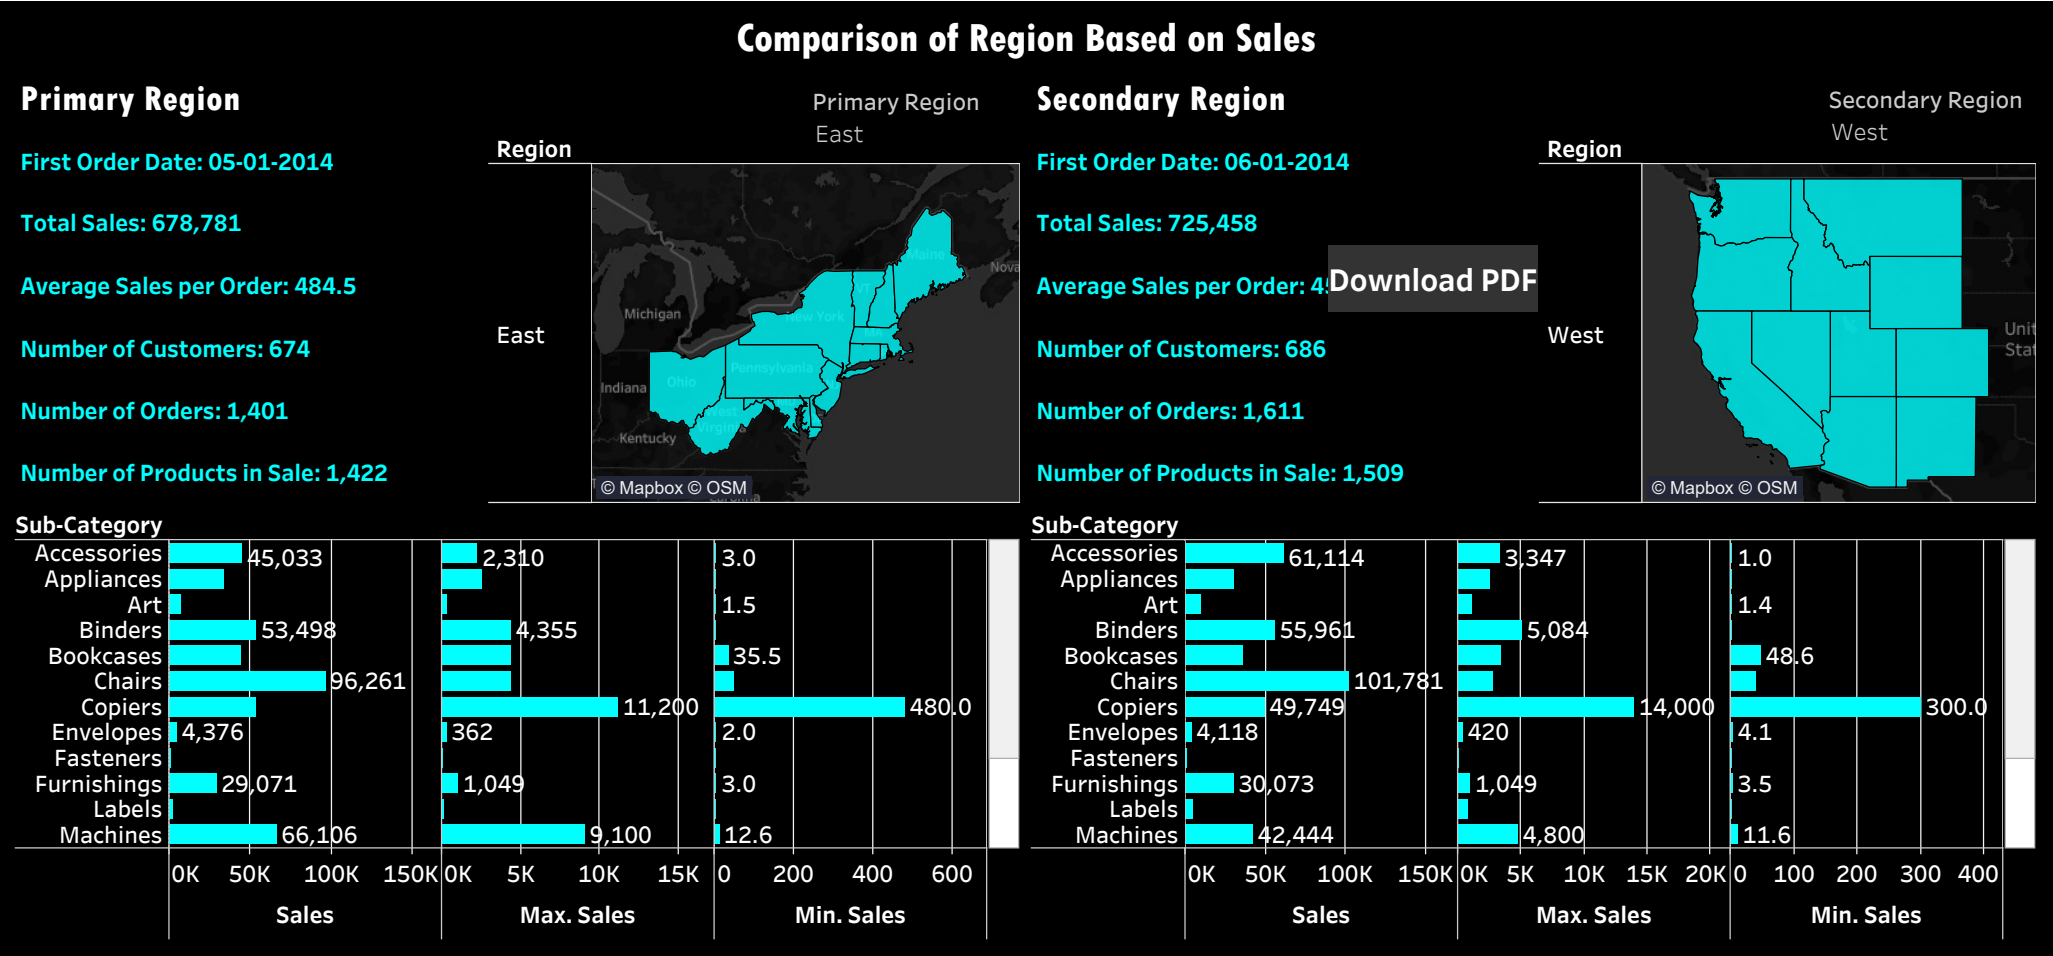 Comparison of Region Based on Sales
Primary Region
Primary Region
East
First Order Date: 05-01-2014
Total Sales: 678,781
Average Sales per Order: 484.5
Number of Customers: 674
Number of Orders: 1,401
Number of Products in Sale: 1,422
Region
East
Michigan
Indiana
Ohio
Kentucky
West
Virginia
Pennsylvania
New York
VT
Maine
Nova
© Mapbox © OSM
Secondary Region
Secondary Region
West
First Order Date: 06-01-2014
Total Sales: 725,458
Average Sales per Order:
Download PDF
Number of Customers: 686
Number of Orders: 1,611
Number of Products in Sale: 1,509
Region
West
© Mapbox © OSM
Sub-Category
Accessories 45,033 2,310 3.0
Appliances
Art 1.5
Binders 53,498 4,355
Bookcases 35.5
Chairs 96,261
Copiers 11,200 480.0
Envelopes 4,376 362 2.0
Fasteners
Furnishings 29,071 1,049 3.0
Labels
Machines 66,106 9,100 12.6
0K 50K 100K 150K 0K 5K 10K 15K 0 200 400 600
Sales Max. Sales Min. Sales
Sub-Category
Accessories 61,114 3,347 1.0
Appliances
Art 1.4
Binders 55,961 5,084
Bookcases 48.6
Chairs 101,781
Copiers 49,749 14,000 300.0
Envelopes 4,118 420 4.1
Fasteners
Furnishings 30,073 1,049 3.5
Labels
Machines 42,444 4,800 11.6
0K 50K 100K 150K 0K 5K 10K 15K 20K 0 100 200 300 400
Sales Max. Sales Min. Sales